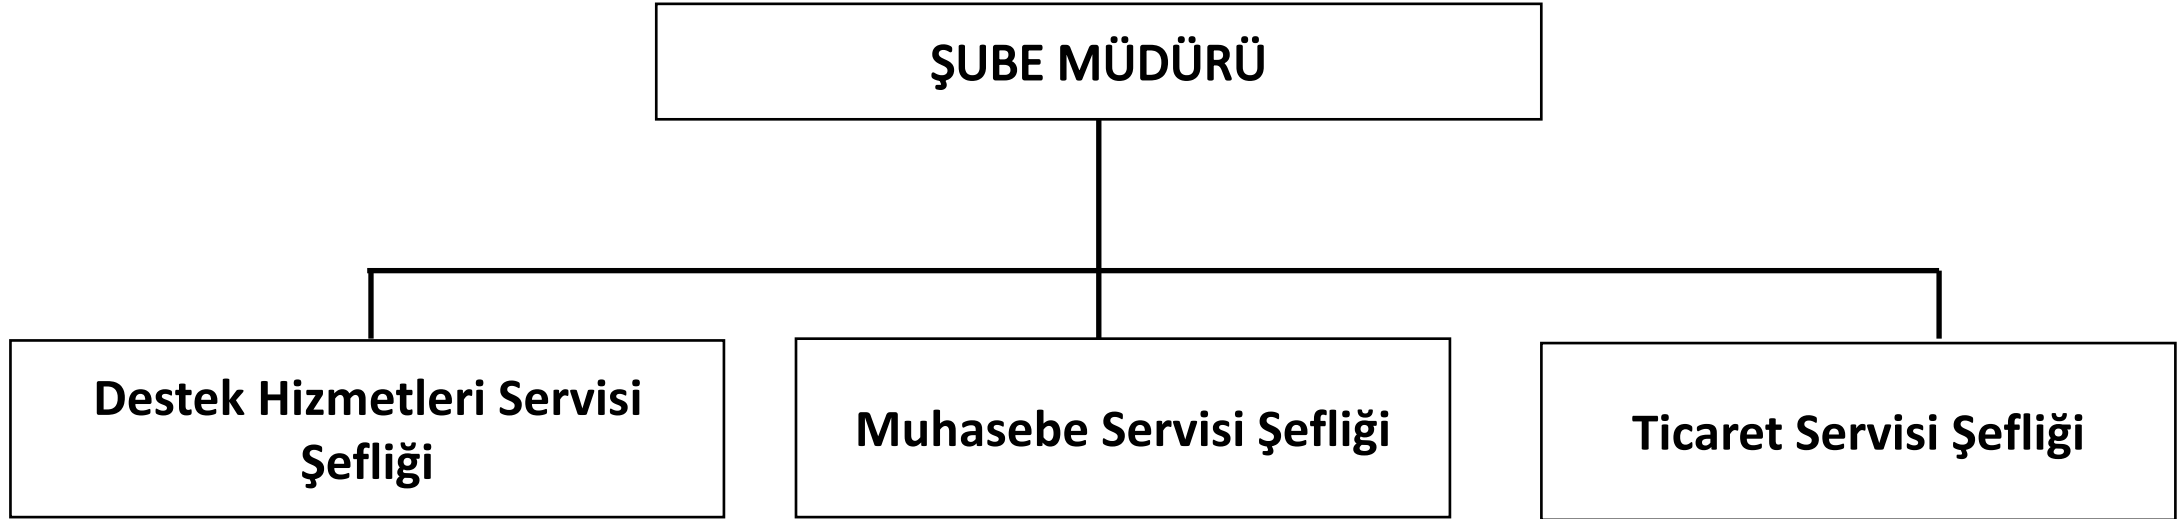 ŞUBE MÜDÜRÜ
Destek Hizmetleri Servisi
Şefliği
Muhasebe Servisi Şefliği
Ticaret Servisi Şefliği